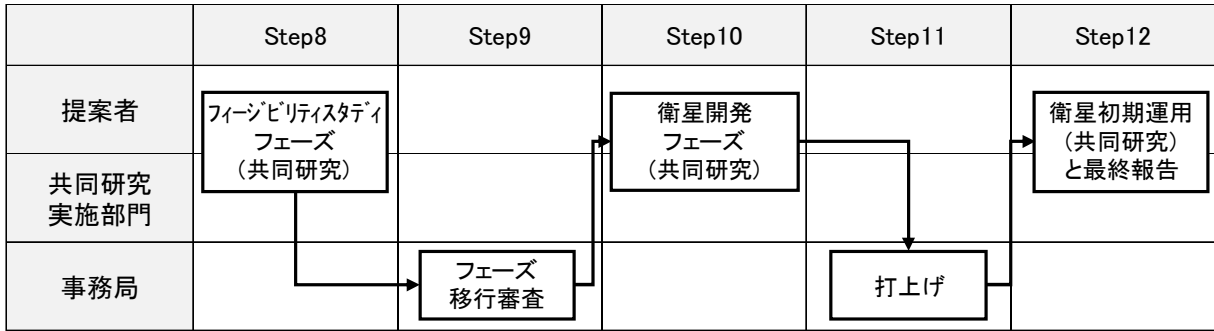 Step8
Step9
Step10
Step11
Step12
提案者
ﾌｨｰｼﾞﾋﾞﾘﾃｨｽﾀﾃﾞｨ
フェーズ
(共同研究)
衛星開発
フェーズ
(共同研究)
衛星初期運用
(共同研究)
と最終報告
共同研究
実施部門
事務局
フェーズ
移行審査
打上げ